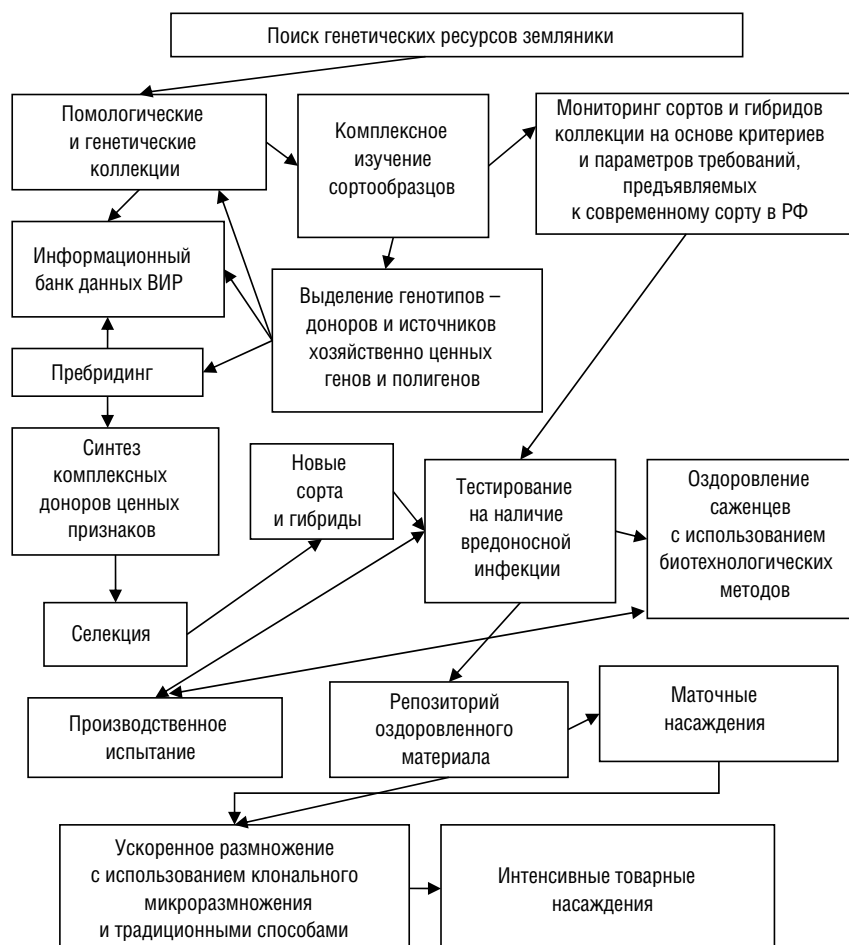 Поиск генетических ресурсов земляники
Помологические
и генетические
коллекции
Комплексное
изучение
сортообразцов
Мониторинг сортов и гибридов
коллекции на основе критериев
и параметров требований,
предъявляемых
к современному сорту в РФ
Информационный
банк данных ВИР
Выделение генотипов –
доноров и источников
хозяйственно ценных
генов и полигенов
Пребридинг
Синтез
комплексных
доноров ценных
признаков
Новые
сорта
и гибриды
Тестирование
на наличие
вредоносной
инфекции
Оздоровление
саженцев
с использованием
биотехнологических
методов
Селекция
Производственное
испытание
Репозиторий
оздоровленного
материала
Маточные
насаждения
Ускоренное размножение
с использованием клонального
микроразмножения
и традиционными способами
Интенсивные товарные
насаждения